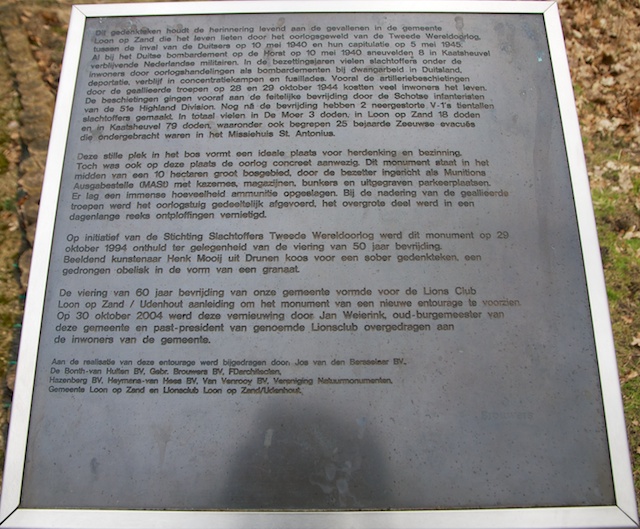 Dit gedenkteken houdt de herinnering levend aan de gevallenen in de gemeente
Loon op Zand die het leven lieten door het oorlogsgeweld van de Tweede Wereldoorlog,
tussen de inval van de Duitsers op 10 mei 1940 en hun capitulatie op 5 mei 1945.
Al bij het Duitse bombardement op de Horst op 10 mei 1940 sneuvelden 8 in Kaatsheuvel
verblijvende Nederlandse militairen. In de bezettingsjaren vielen slachtoffers onder de
inwoners door oorlogshandelingen als bombardementen bij dwangarbeid in Duitsland,
deportatie, verblijf in concentratiekampen en fusillades. Vooral de artilleriebeschietingen
door de geallieerde troepen op 28 en 29 oktober 1944 kostten veel inwoners het leven.
De beschietingen gingen vooraf aan de feitelijke bevrijding door de Schotse infanteristen
van de 51e Highland Division. Nog ná de bevrijding hebben 2 neergestorte V-1's tientallen
slachtoffers gemaakt. In totaal vielen in De Moer 3 doden, in Loon op Zand 18 doden
en in Kaatsheuvel 79 doden, waaronder ook begrepen 25 bejaarde Zeeuwse evacués
die ondergebracht waren in het Missiehuis St. Antonius.
Deze stille plek in het bos vormt een ideale plaats voor herdenking en bezinning.
Toch was ook op deze plaats de oorlog concreet aanwezig. Dit monument staat in het
midden van een 10 hecteren groot bosgebied, door de bezetter ingericht als Munitions
Ausgabestelle (MASt) met kazernes, magazijnen, bunkers en uitgegraven parkeerplaatsen.
Er lag een immense hoeveelheid ammunitie opgeslagen. Bij de nadering van de geallieerde
troepen werd het oorlogstuig gedeeltelijk afgevoerd, het overgrote deel werd in een
dagenlange reeks ontploffingen vernietigd.
Op initiatief van de Stichting Slachtoffers Tweede Wereldoorlog werd dit monument op 29
oktober 1994 onthuld ter gelegenheid van de viering van 50 jaar bevrijding.
Beeldend kunstenaar Henk Mooij uit Drunen koos voor een sober gedenkteken, een
gedrongen obelisk in de vorm van een granaat.
De viering van 60 jaar bevrijding van onze gemeente vormde voor de Lions Club
Loon op Zand / Udenhout aanleiding om het monument van een nieuwe entourage te voorzien.
Op 30 oktober 2004 werd deze vernieuwing door Jan Weierink, oud-burgemeester van
deze gemeente en past-president van genoemde Lionsclub overgedragen aan
de inwoners van de gemeente.
Aan de realisatie van deze entourage werd bijgedragen door: Jos van den Bersselaar BV,
De Bonth-van Hulten BV, Gebr. Brouwers BV, FDarchitecten,
Hazenberg BV, Heymans-van Hees BV, Van Venrooy BV, Vereniging Natuurmonumenten,
Gemeente Loon op Zand en Lionsclub Loon op Zand/Udenhout.